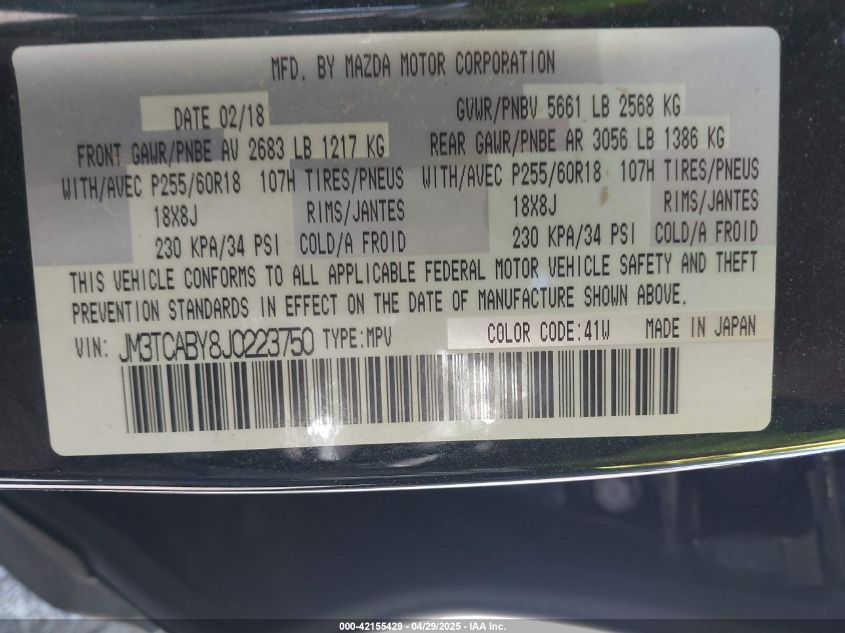 MFD. BY MAZDA MOTOR CORPORATION
DATE 02/18 GVWR/PNBV 5661 LB 2568 KG
FRONT GAWR/PNBE AV 2683 LB 1217 KG REAR GAWR/PNBE AR 3056 LB 1386 KG
WITH/AVEC P255/60R18 107H TIRES/PNEUS WITH/AVEC P255/60R18 107H TIRES/PNEUS
18X8J RIMS/JANTES 18X8J RIMS/JANTES
230 KPA/34 PSI COLD/A FROID 230 KPA/34 PSI COLD/A FROID
THIS VEHICLE CONFORMS TO ALL APPLICABLE FEDERAL MOTOR VEHICLE SAFETY AND THEFT
PREVENTION STANDARDS IN EFFECT ON THE DATE OF MANUFACTURE SHOWN ABOVE.
VIN: JM3TCABY8J0223750 TYPE:MPV COLOR CODE:41W MADE IN JAPAN
000-42155429 - 04/29/2025 - IAA Inc.